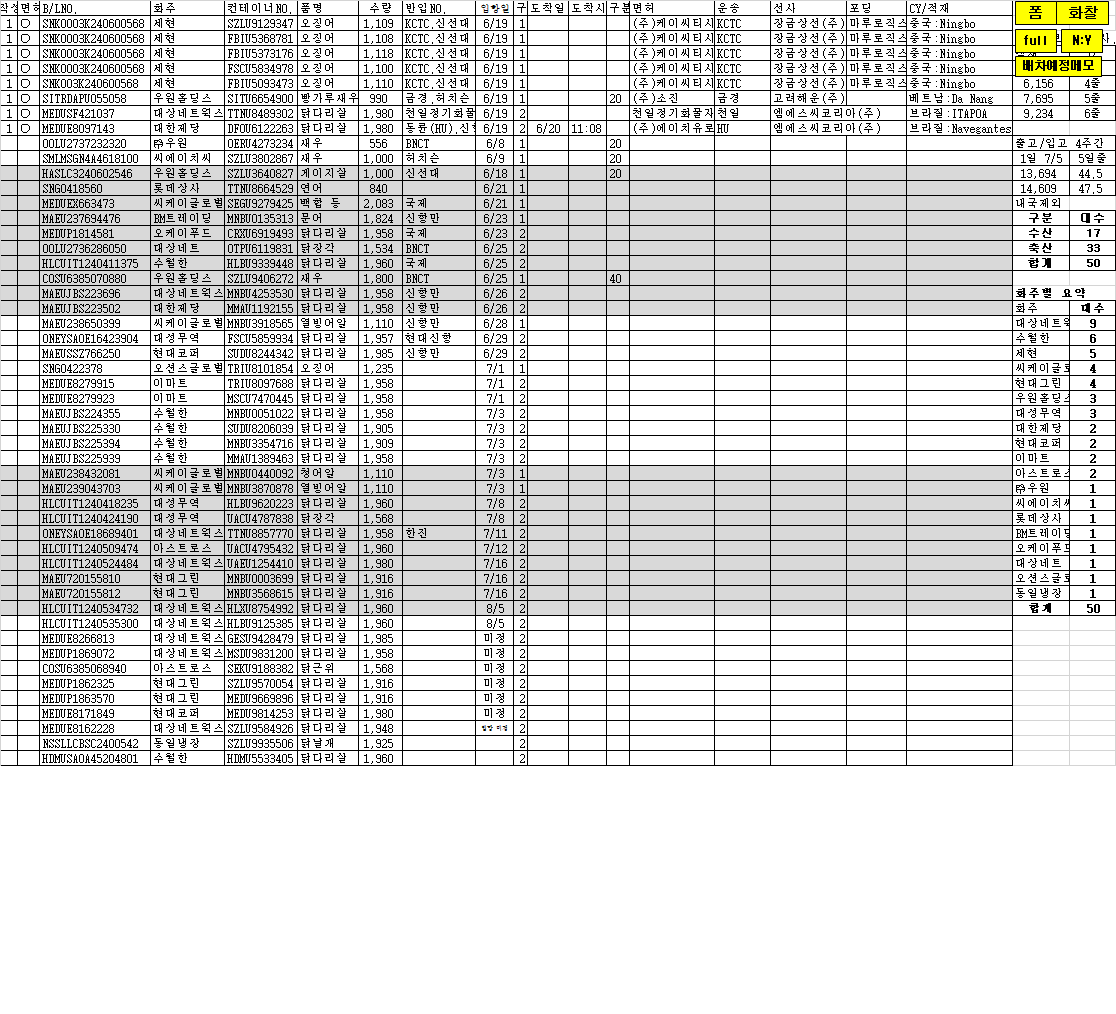 작성 면허 B/LNO. 화주 컨테이너NO. 품명 수량 반입NO. 입항일 구 도착일 도착시 구분 면허 운송 선사 포딩 CY/적재 폼 화찰
1 O SNKO003K240600568 세현 SZLU9129347 오징어 1,109 KCTC,신선대 6/19 1 (주)케이씨티시 KCTC 장금상선(주) 마루로직스 중국:Ningbo
1 O SNKO003K240600568 세현 FBIU5368781 오징어 1,108 KCTC,신선대 6/19 1 (주)케이씨티시 KCTC 장금상선(주) 마루로직스 중국:Ningbo full N:Y
1 O SNKO003K240600568 세현 FBIU5373176 오징어 1,118 KCTC,신선대 6/19 1 (주)케이씨티시 KCTC 장금상선(주) 마루로직스 중국:Ningbo
1 O SNKO003K240600568 세현 FSCU5834978 오징어 1,100 KCTC,신선대 6/19 1 (주)케이씨티시 KCTC 장금상선(주) 마루로직스 중국:Ningbo 배차예정메모
1 O SNKO003K240600568 세현 FBIU5093473 오징어 1,110 KCTC,신선대 6/19 1 (주)케이씨티시 KCTC 장금상선(주) 마루로직스 중국:Ningbo 6,156 4줄
1 O SITRDAPU055058 우원홀딩스 SITU6654900 빵가루새우 990 금경,허치슨 6/19 1 20 (주)소진 금경 고려해운(주) 베트남:Da Nang 7,695 5줄
1 O MEDUSF421037 대상네트웍스 TTNU8489302 닭다리살 1,980 천일정기화물 6/19 2 천일정기화물자 천일 엠에스씨코리아(주) 브라질:ITAPOA 9,234 6줄
1 O MEDUE8097143 대한제당 DFOU6122263 닭다리살 1,980 동륜(HU),신 6/19 2 6/20 11:08 (주)에이치유로 HU 엠에스씨코리아(주) 브라질:Navegantes
OOLU2737232320 ㈜우원 OERU4273234 새우 556 BNCT 6/8 1 20 출고/입고 4주간
SMLMSGN4A4618100 씨에이치씨 SZLU3802867 새우 1,000 허치슨 6/9 1 20 1일 7/5 5일줄
HASLC3240602546 우원홀딩스 SZLU3640827 게이지살 1,000 신선대 6/18 1 20 13,694 44.5
SNGO418560 롯데상사 TTNU8664529 연어 840 6/21 1 14,609 47.5
MEDUEX663473 씨케이글로벌 SEGU9279425 백합 등 2,083 국제 6/21 1 내국제외
MAEU237694476 BM트레이딩 MNBU0135313 문어 1,824 신항만 6/23 1 구분 대수
MEDUP1814581 오케이푸드 CRXU6919493 닭다리살 1,958 국제 6/23 2 수산 17
OOLU2736286050 대상네트 OTPU6119831 닭장각 1,534 BNCT 6/25 2 축산 33
HLCUIT1240411375 수월한 HLBU9339448 닭다리살 1,960 국제 6/25 2 합계 50
COSU6385070880 우원홀딩스 SZLU9406272 새우 1,800 BNCT 6/25 1 40
MAEUJBS223696 대상네트웍스 MNBU4253530 닭다리살 1,958 신항만 6/26 2 화주별 요약
MAEUJBS223502 대한제당 MMAU1192155 닭다리살 1,958 신항만 6/26 2 화주 대수
MAEU238650399 씨케이글로벌 MNBU3918565 열빙어알 1,110 신항만 6/28 1 대상네트웍 9
ONEYSAOE16423904 대성무역 FSCU5859934 닭다리살 1,957 현대신항 6/29 2 수월한 6
MAEUSSZ766250 현대코퍼 SUDU8244342 닭다리살 1,985 신항만 6/29 2 세현 5
SNGO422378 오션스글로벌 TRIU8101854 오징어 1,235 7/1 1 씨케이글로 4
MEDUE8279915 이마트 TRIU8097688 닭다리살 1,958 7/1 2 현대그린 4
MEDUE8279923 이마트 MSCU7470445 닭다리살 1,958 7/1 2 우원홀딩스 3
MAEUJBS224355 수월한 MNBU0051022 닭다리살 1,958 7/3 2 대성무역 3
MAEUJBS225330 수월한 SUDU8206039 닭다리살 1,905 7/3 2 대한제당 2
MAEUJBS225394 수월한 MNBU3354716 닭다리살 1,909 7/3 2 현대코퍼 2
MAEUJBS225939 수월한 MMAU1389463 닭다리살 1,958 7/3 2 이마트 2
MAEU238432081 씨케이글로벌 MNBU0440092 청어알 1,110 7/3 1 아스트로스 2
MAEU239043703 씨케이글로벌 MNBU3870878 열빙어알 1,110 7/3 1 ㈜우원 1
HLCUIT1240418235 대성무역 HLBU9620223 닭다리살 1,960 7/8 2 씨에이치씨 1
HLCUIT1240424190 대성무역 UACU4787838 닭장각 1,568 7/8 2 롯데상사 1
ONEYSAOE18689401 대상네트웍스 TTNU8857770 닭다리살 1,958 한진 7/11 2 BM트레이딩 1
HLCUIT1240509474 아스트로스 UACU4795432 닭다리살 1,960 7/12 2 오케이푸드 1
HLCUIT1240524484 대상네트웍스 UAEU1254410 닭다리살 1,980 7/16 2 대상네트 1
MAEU720155810 현대그린 MNBU0003699 닭다리살 1,916 7/16 2 오션스글로 1
MAEU720155812 현대그린 MNBU3568615 닭다리살 1,916 7/16 2 동일냉장 1
HLCUIT1240534732 대상네트웍스 HLXU8754992 닭다리살 1,960 8/5 2 합계 50
HLCUIT1240535300 대상네트웍스 HLBU9125385 닭다리살 1,960 8/5 2
MEDUE8266813 대상네트웍스 GESU9428479 닭다리살 1,985 미정 2
MEDUP1869072 대상네트웍스 MSDU9831200 닭다리살 1,958 미정 2
COSU6385068940 아스트로스 SEKU9188382 닭근위 1,568 미정 2
MEDUP1862325 현대그린 SZLU9570054 닭다리살 1,916 미정 2
MEDUP1863570 현대그린 MEDU9669896 닭다리살 1,916 미정 2
MEDUE8171849 현대코퍼 MEDU9814253 닭다리살 1,980 미정 2
MEDUE8162228 대상네트웍스 SZLU9584926 닭다리살 1,948 2
NSSLLCBSC2400542 동일냉장 SZLU9935506 닭날개 1,925 2
HDMUSAOA45204801 수월한 HDMU5533405 닭다리살 1,960 2